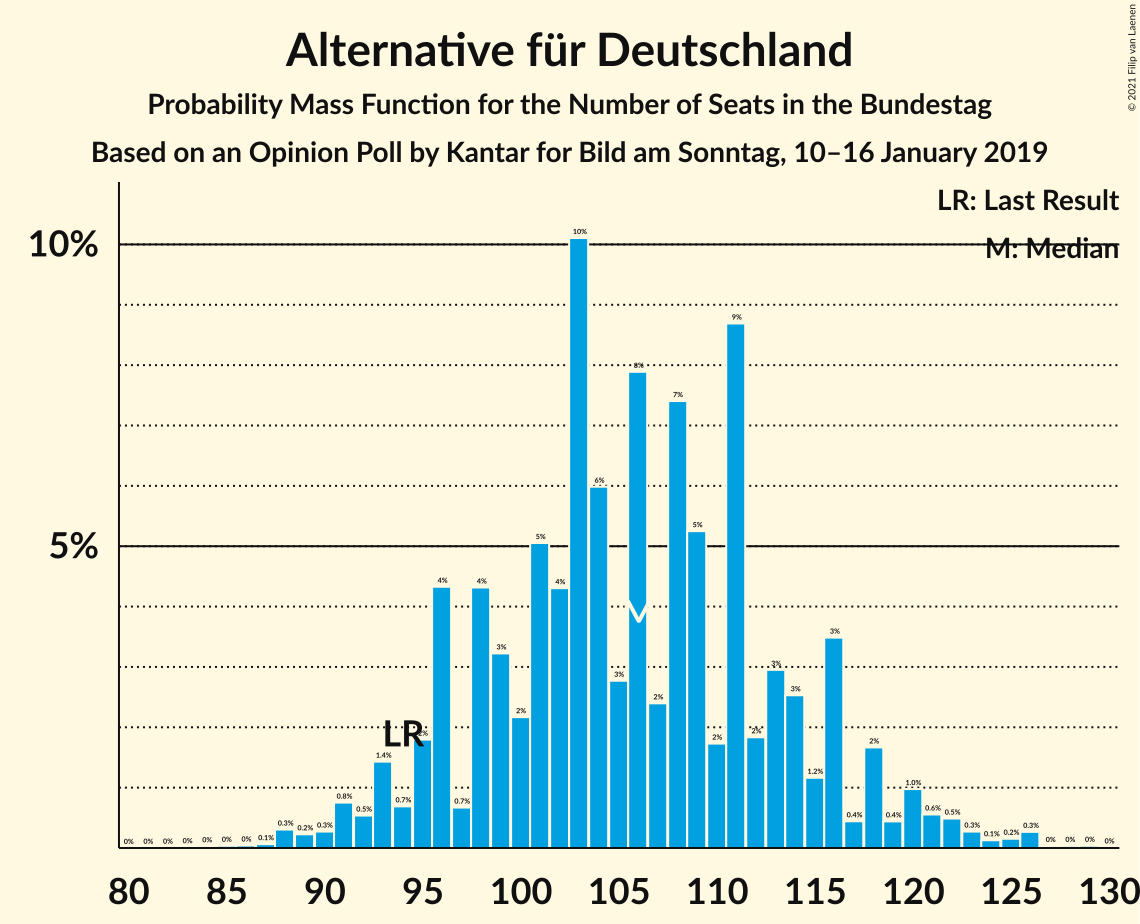 Alternative für Deutschland
Probability Mass Function for the Number of Seats in the Bundestag
Based on an Opinion Poll by Kantar for Bild am Sonntag, 10–16 January 2019
© 2021 Filip van Laenen
LR: Last Result
M: Median
10%
5%
LR
0% 0% 0% 0% 0% 0% 0% 0.1% 0.3% 0.2% 0.3% 0.8% 0.5% 1.4% 0.7% 2% 4% 0.7% 4% 3% 2% 5% 4% 10% 6% 3% 8% 2% 7% 5% 2% 9% 2% 3% 3% 1.2% 3% 0.4% 2% 0.4% 1.0% 0.6% 0.5% 0.3% 0.1% 0.2% 0.3% 0% 0% 0% 0%
80 85 90 95 100 105 110 115 120 125 130